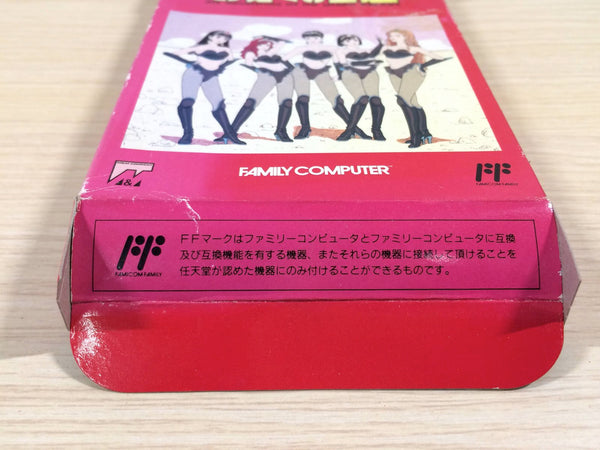 FAMILY COMPUTER
FF
FAMICOM FAMILY
FF
FAMICOM FAMILY
FFマークはファミリーコンピュータとファミリーコンピュータに互換
及び互換機能を有する機器、またそれらの機器に接続して頂けることを
任天堂が認めた機器にのみ付けることができるものです。